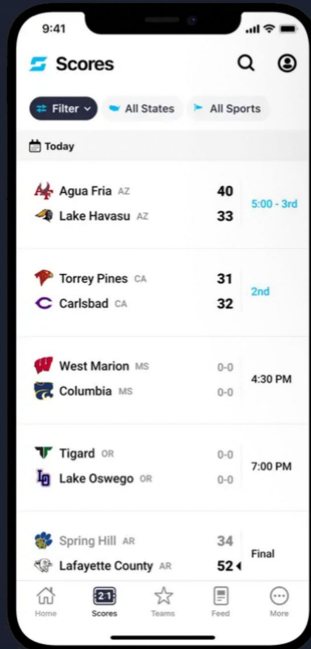 9:41
Scores
Filter All States All Sports
Today
Agua Fria AZ 40
Lake Havasu AZ 33
5:00 - 3rd
Torrey Pines CA 31
Carlsbad CA 32
2nd
West Marion MS 0-0
Columbia MS 0-0
4:30 PM
Tigard OR 0-0
Lake Oswego OR 0-0
7:00 PM
Spring Hill AR 34
Lafayette County AR 52
Final
21
Home Scores Teams Feed More